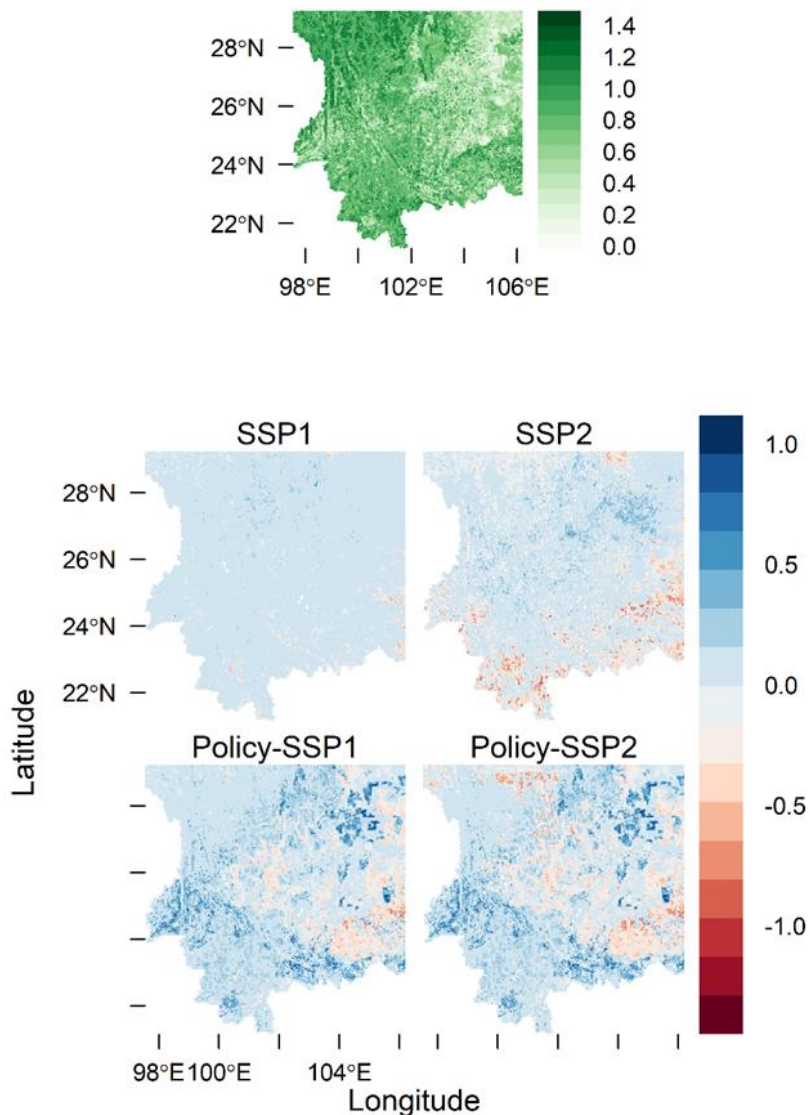 28°N
26°N
24°N
22°N
98°E 102°E 106°E
1.4
1.2
1.0
0.8
0.6
0.4
0.2
0.0
SSP1 SSP2
28°N
26°N
24°N
22°N
Policy-SSP1 Policy-SSP2
Latitude
98°E 100°E 104°E
Longitude
1.0
0.5
0.0
-0.5
-1.0